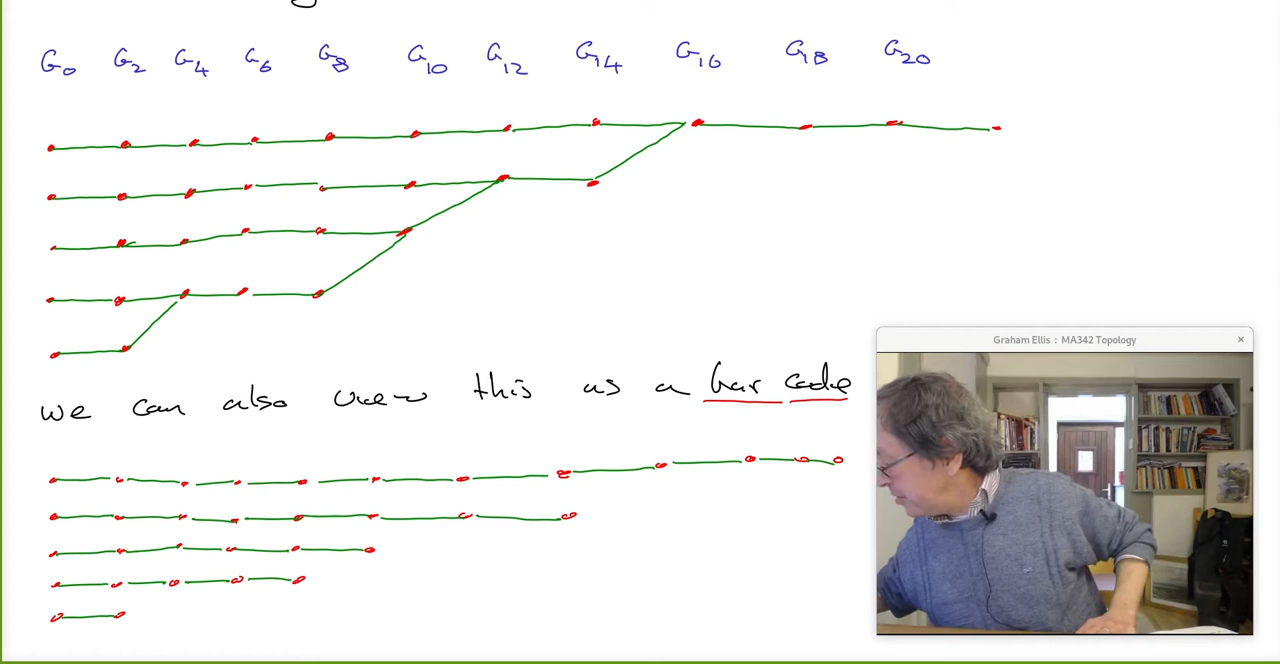 G₀ G₂ G₄ G₆ G₈ G₁₀ G₁₂ G₁₄ G₁₆ G₁₈ G₂₀
Graham Ellis : MA342 Topology
we can also view this as a bar code